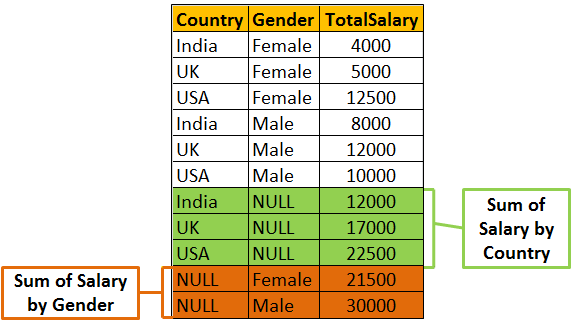 Country Gender TotalSalary
India Female 4000
UK Female 5000
USA Female 12500
India Male 8000
UK Male 12000
USA Male 10000
India NULL 12000
UK NULL 17000
USA NULL 22500
NULL Female 21500
NULL Male 30000
Sum of
Salary by
Country
Sum of Salary
by Gender